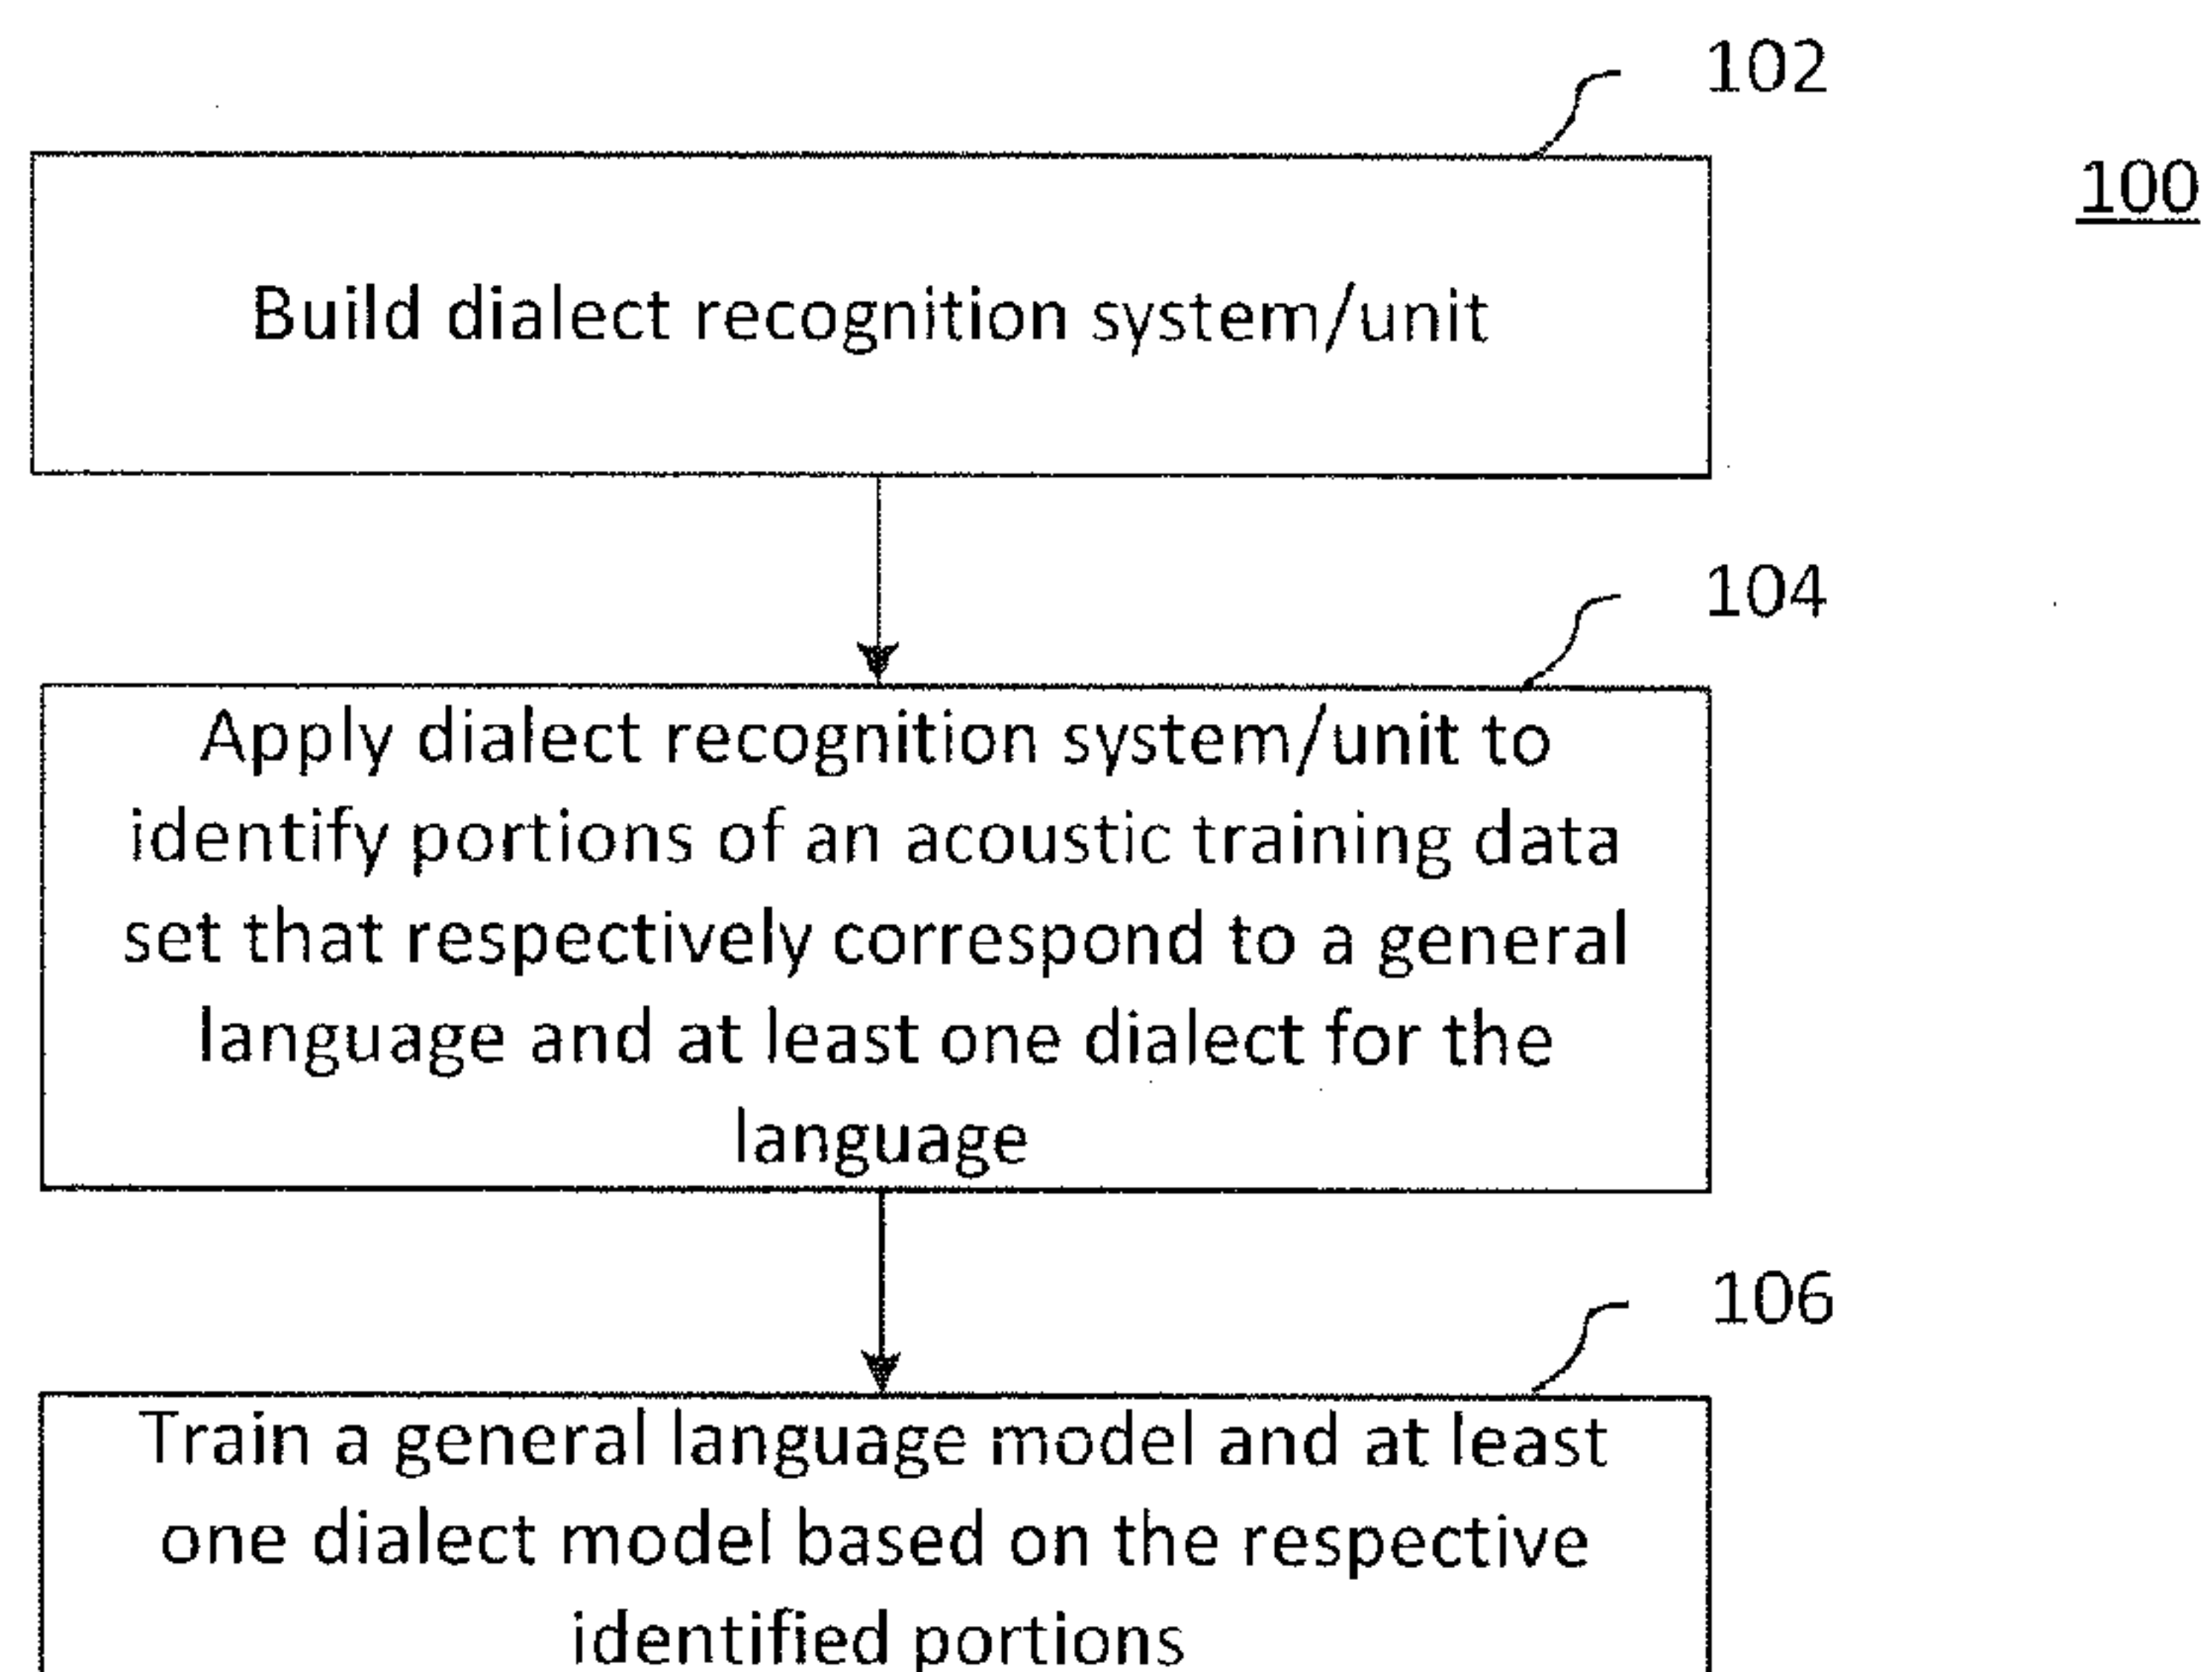 102
100
Build dialect recognition system/unit
104
Apply dialect recognition system/unit to
identify portions of an acoustic training data
set that respectively correspond to a general
language and at least one dialect for the
language
106
Train a general language model and at least
one dialect model based on the respective
identified portions